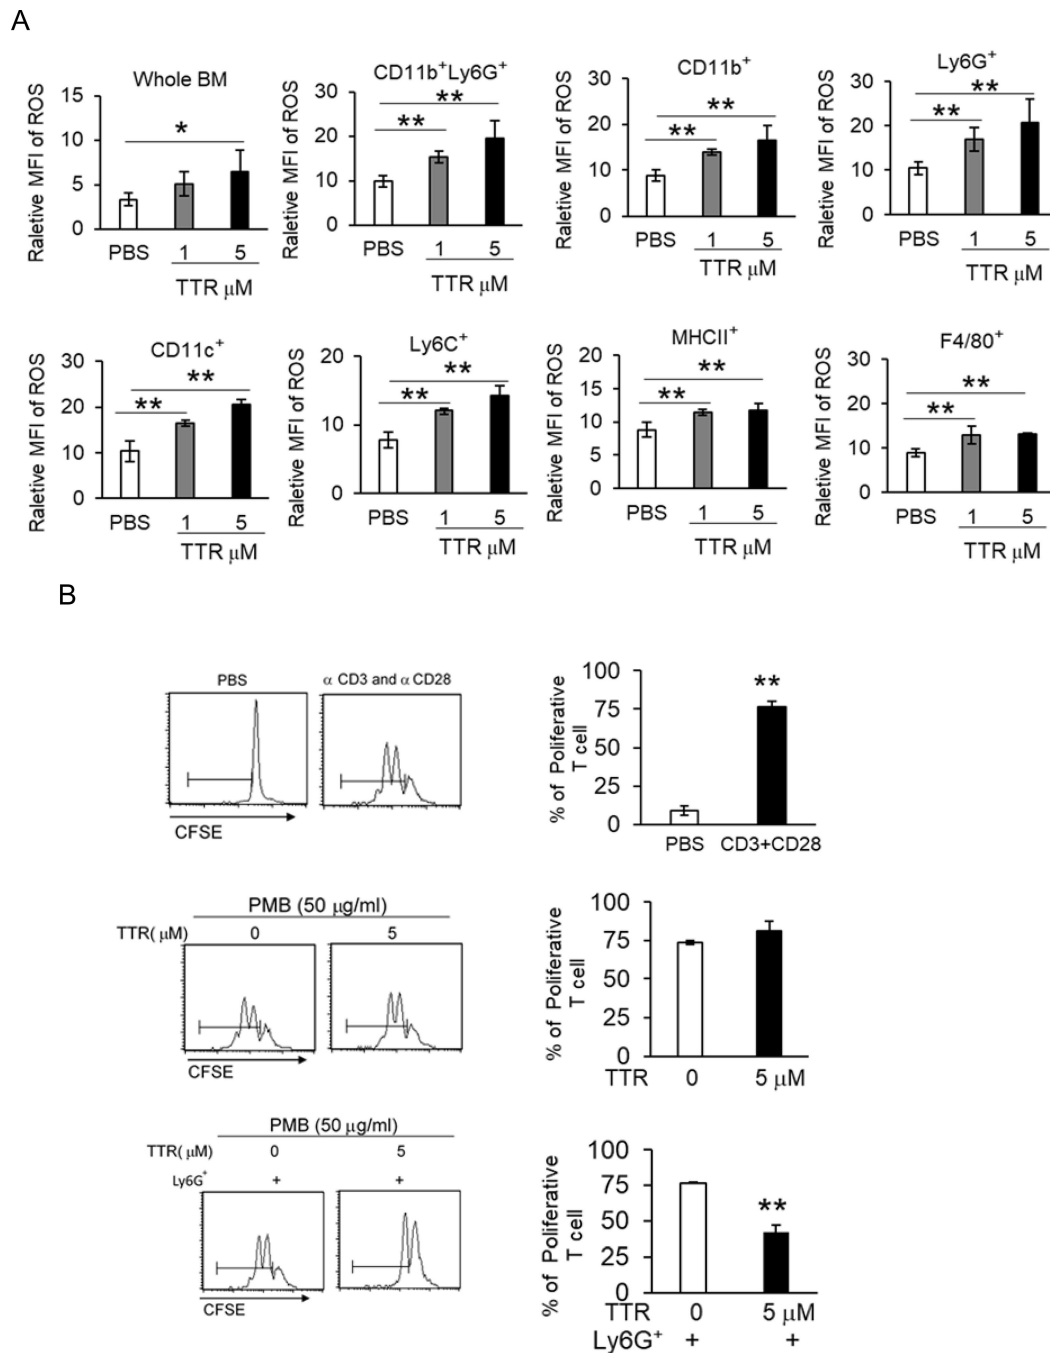 A
Whole BM
Raletive MFI of ROS
15
10
5
0
PBS 1 5
TTR μM
CD11b+Ly6G+
Raletive MFI of ROS
30
20
10
0
PBS 1 5
TTR μM
CD11b+
Raletive MFI of ROS
30
20
10
0
PBS 1 5
TTR μM
Ly6G+
Raletive MFI of ROS
30
20
10
0
PBS 1 5
TTR μM
CD11c+
Raletive MFI of ROS
30
20
10
0
PBS 1 5
TTR μM
Ly6C+
Raletive MFI of ROS
20
10
0
PBS 1 5
TTR μM
MHCII+
Raletive MFI of ROS
20
15
10
5
0
PBS 1 5
TTR μM
F4/80+
Raletive MFI of ROS
30
20
10
0
PBS 1 5
TTR μM
B
PBS
α CD3 and α CD28
CFSE
% of Poliferative
T cell
100
75
50
25
0
**
PBS CD3+CD28
PMB (50 μg/ml)
TTR( μM) 0 5
CFSE
% of Poliferative
T cell
100
75
50
25
0
TTR 0 5 μM
PMB (50 μg/ml)
TTR( μM) 0 5
Ly6G+ + +
CFSE
% of Poliferative
T cell
100
75
50
25
0
**
TTR 0 5 μM
Ly6G+ + +